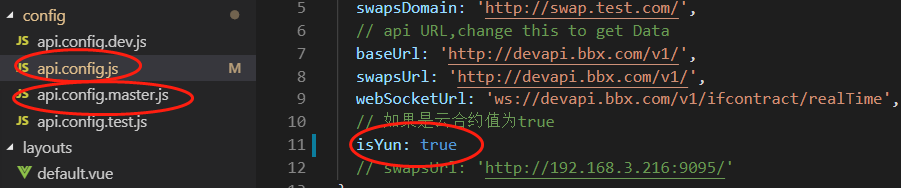 config
JS api.config.dev.js
JS api.config.js M
JS api.config.master.js
JS api.config.test.js
layouts
default.vue
5 swapsDomain: 'http://swap.test.com/',
6 // api URL,change this to get Data
7 baseUrl: 'http://devapi.bbx.com/v1/',
8 swapsUrl: 'http://devapi.bbx.com/v1/',
9 webSocketUrl: 'ws://devapi.bbx.com/v1/ifcontract/realTime',
10 // 如果是云合约值为true
11 isYun: true
12 // swapsUrl: 'http://192.168.3.216:9095/'